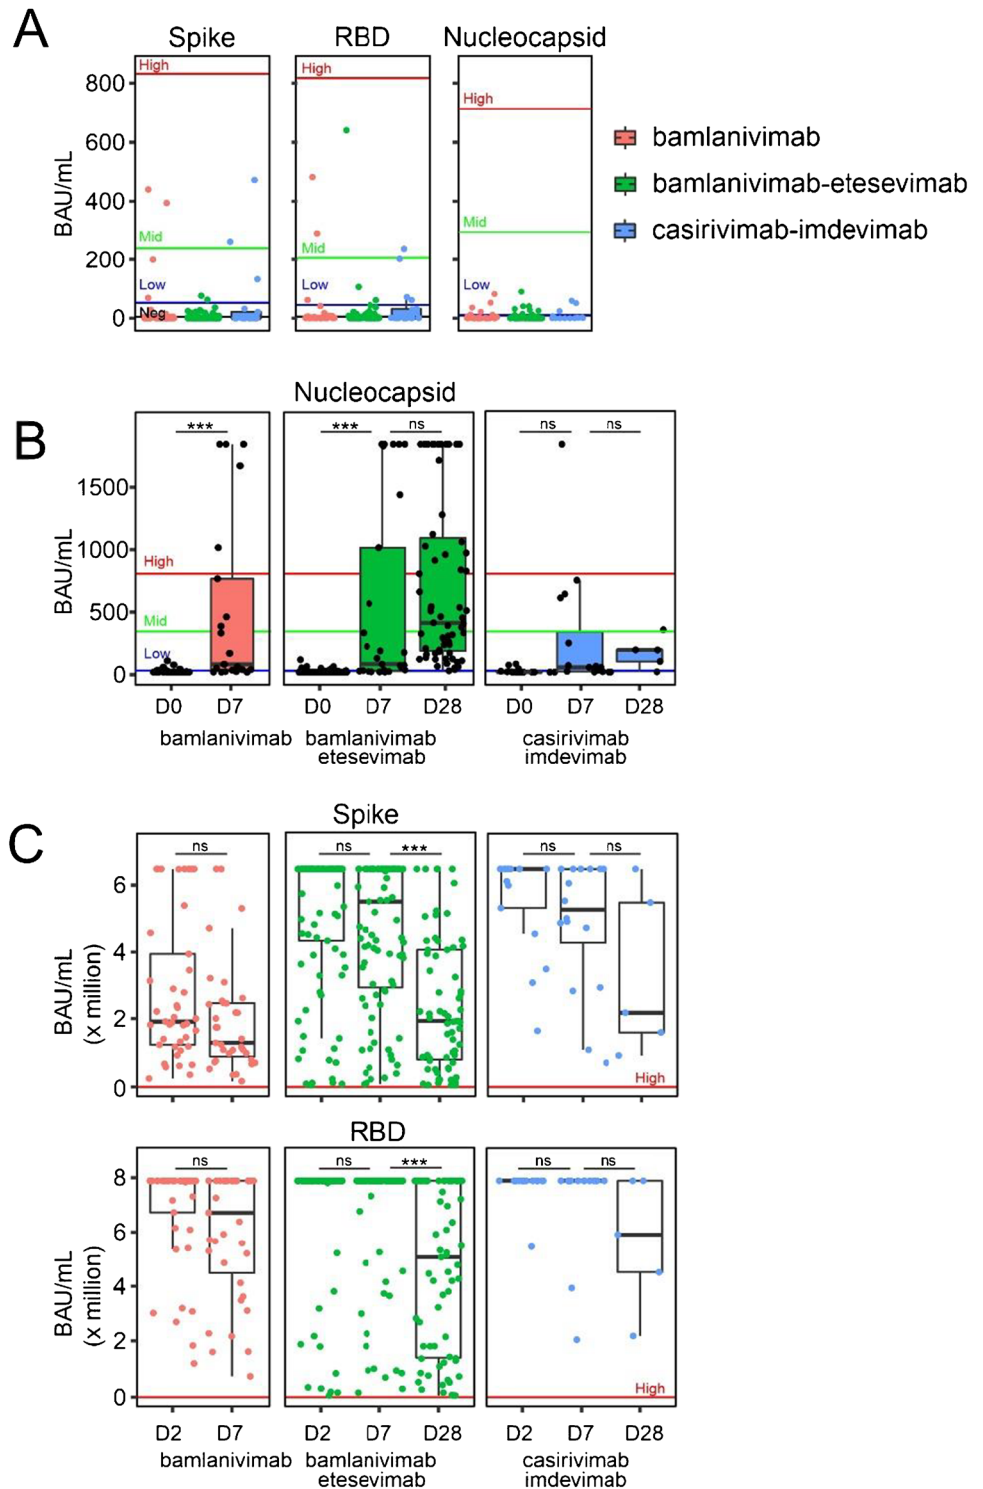 A
Spike
RBD
Nucleocapsid
High
High
High
800
600
400
200
0
BAU/mL
Mid
Mid
Mid
Low
Low
Low
Neg
bamlanivimab
bamlanivimab-etesevimab
casirivimab-imdevimab
B
Nucleocapsid
***
***
ns
ns
ns
1500
1000
500
0
BAU/mL
High
Mid
Low
D0
D7
D0
D7
D28
D0
D7
D28
bamlanivimab
bamlanivimab
etesevimab
casirivimab
imdevimab
C
Spike
ns
ns
***
ns
ns
6
4
2
0
BAU/mL
(x million)
High
RBD
ns
ns
***
ns
ns
8
6
4
2
0
BAU/mL
(x million)
High
D2
D7
D2
D7
D28
D2
D7
D28
bamlanivimab
bamlanivimab
etesevimab
casirivimab
imdevimab